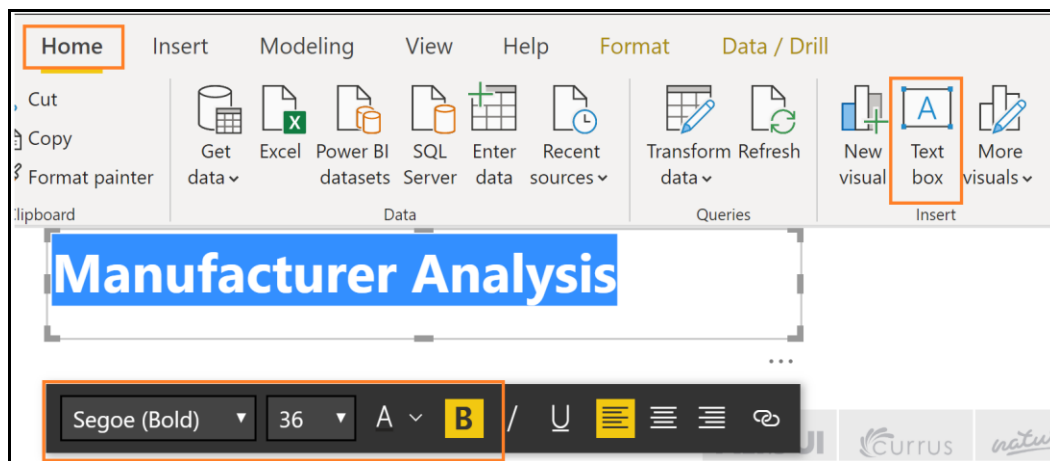 Home Insert Modeling View Help Format Data / Drill
Cut
Copy
Format painter
Get data
Excel
Power BI datasets
SQL Server
Enter data
Recent sources
Transform data
Refresh
New visual
Text box
More visuals
lipboard Data Queries Insert
Manufacturer Analysis
...
Segoe (Bold) 36 A B / U
UI Currus natu